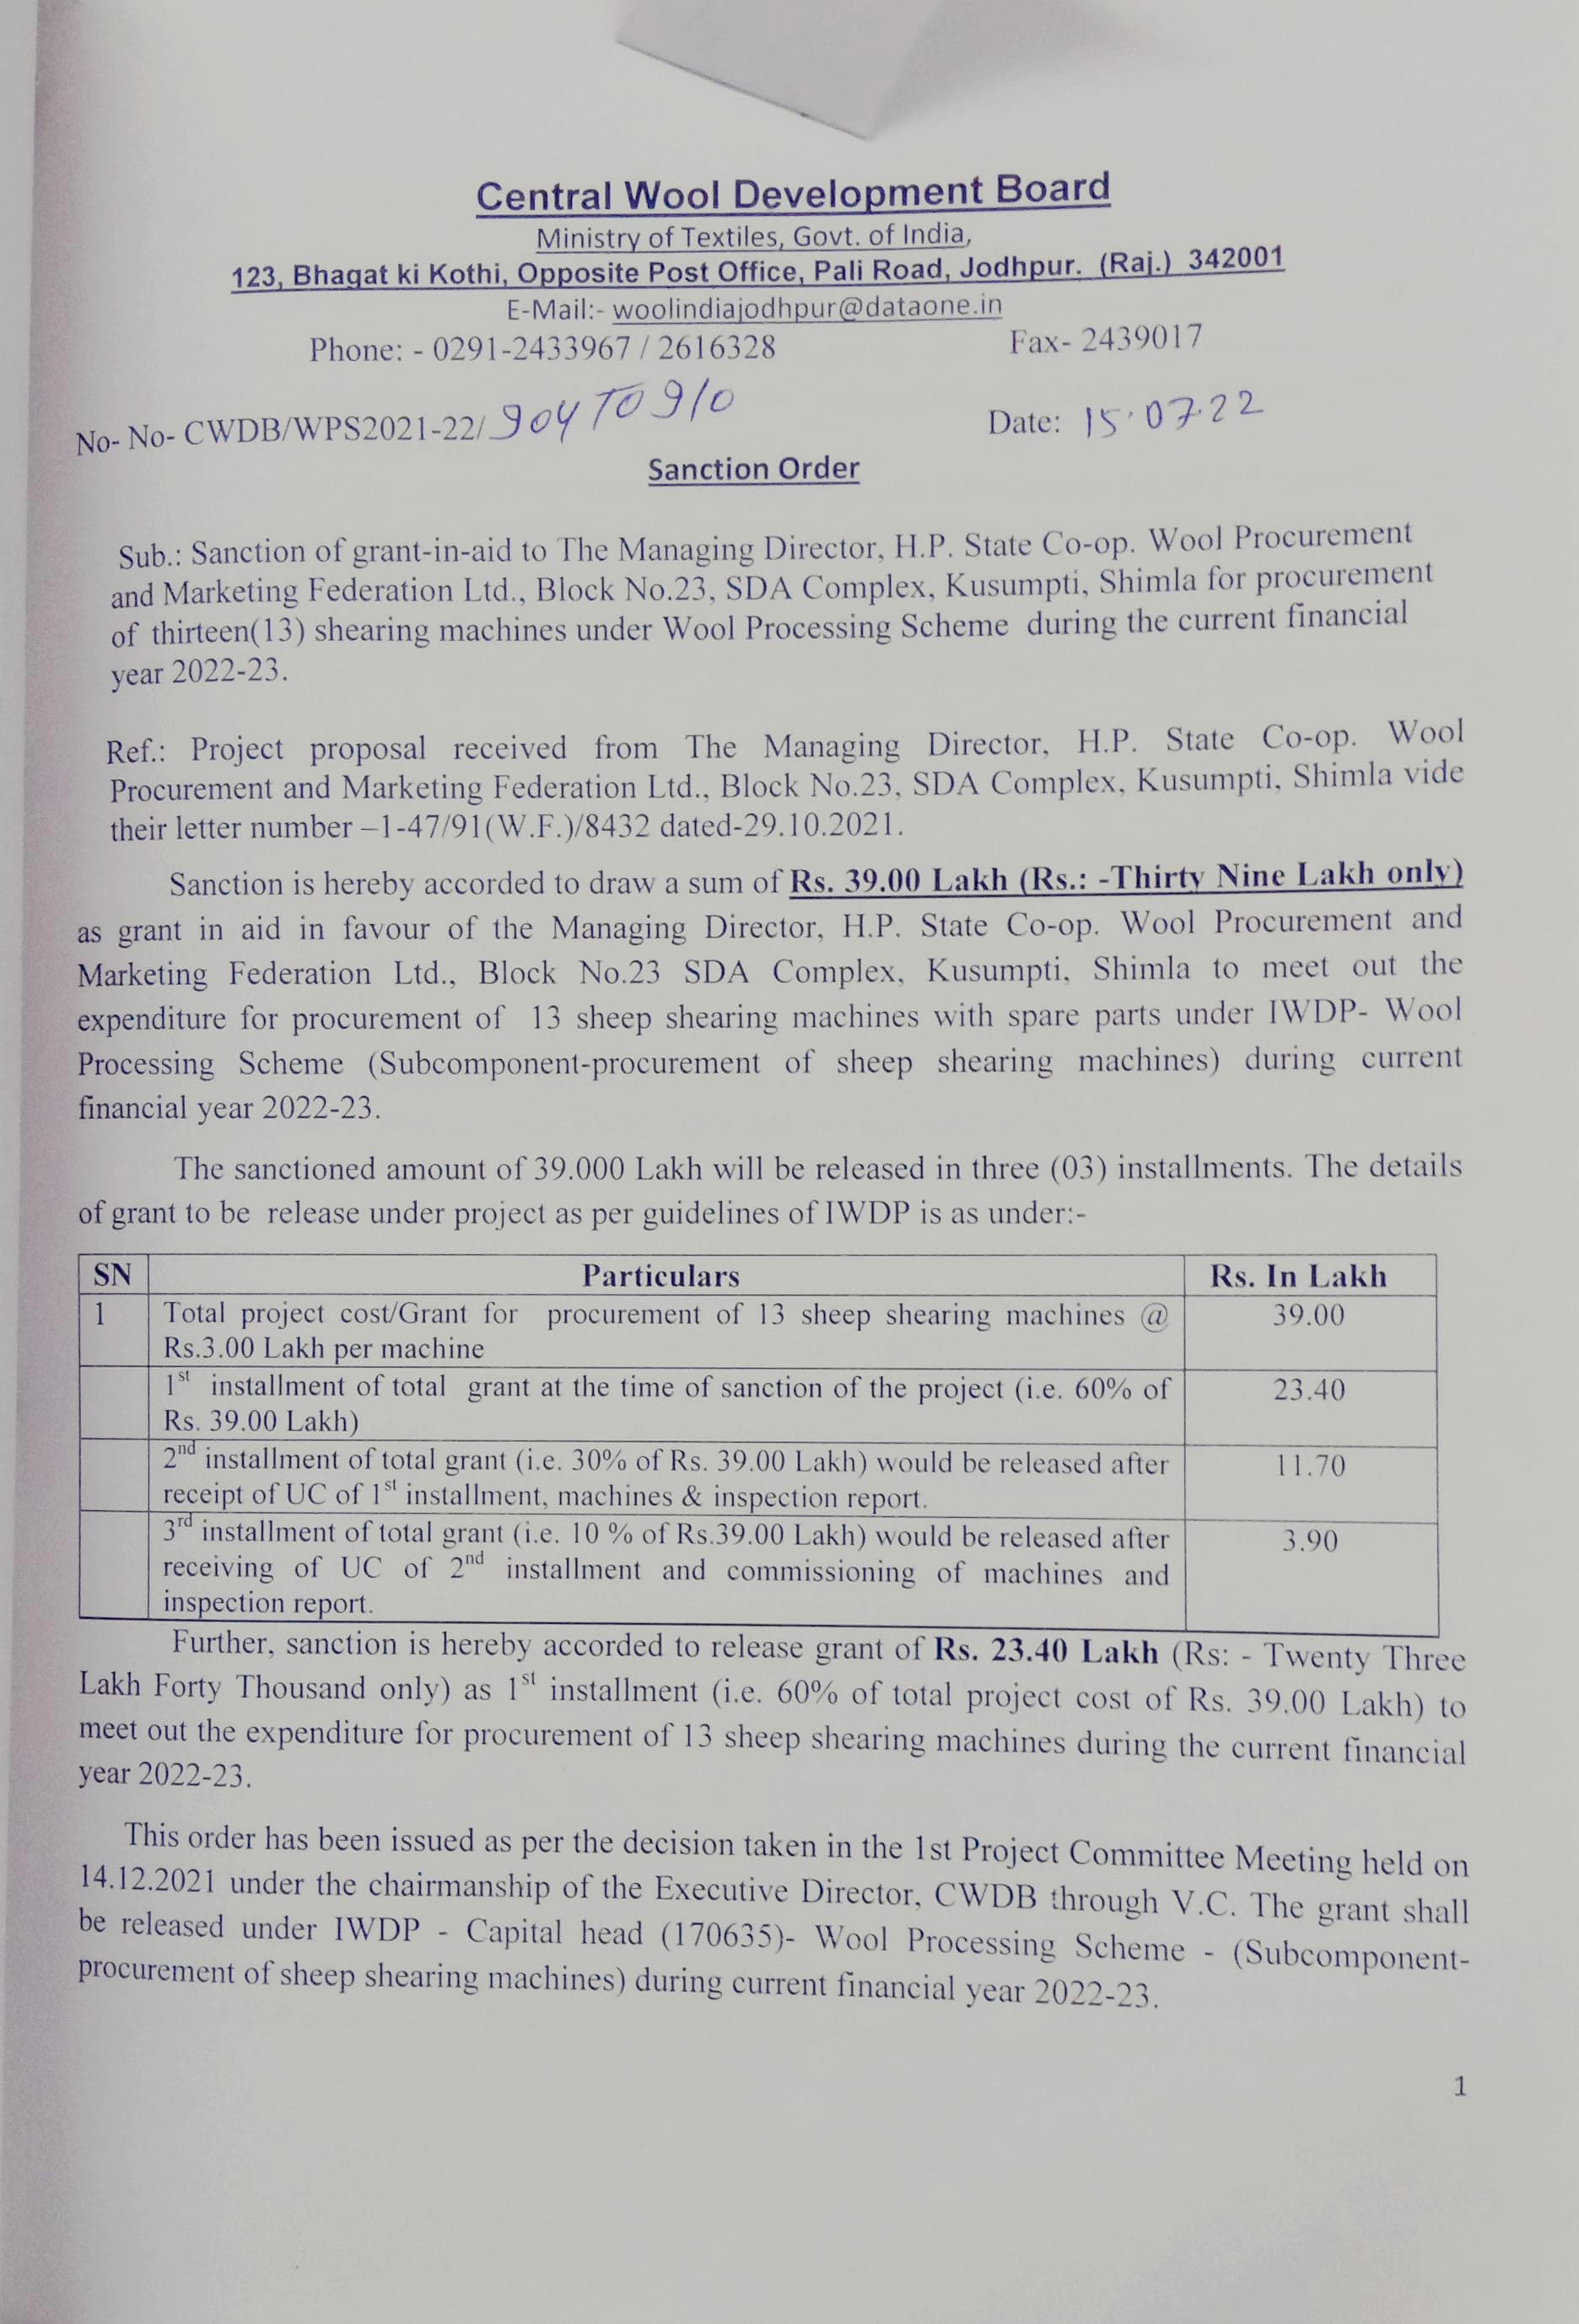 Central Wool Development Board
Ministry of Textiles, Govt. of India,
123, Bhagat ki Kothi, Opposite Post Office, Pali Road, Jodhpur. (Raj.) 342001
E-Mail:- woolindiajodhpur@dataone.in
Phone: - 0291-2433967 / 2616328 Fax- 2439017
No- No- CWDB/WPS2021-22/ 904 TO 910 Date: 15.07.22
Sanction Order
Sub.: Sanction of grant-in-aid to The Managing Director, H.P. State Co-op. Wool Procurement
and Marketing Federation Ltd., Block No.23, SDA Complex, Kusumpti, Shimla for procurement
of thirteen(13) shearing machines under Wool Processing Scheme during the current financial
year 2022-23.
Ref.: Project proposal received from The Managing Director, H.P. State Co-op. Wool
Procurement and Marketing Federation Ltd., Block No.23, SDA Complex, Kusumpti, Shimla vide
their letter number –1-47/91(W.F.)/8432 dated-29.10.2021.
Sanction is hereby accorded to draw a sum of Rs. 39.00 Lakh (Rs.: -Thirty Nine Lakh only)
as grant in aid in favour of the Managing Director, H.P. State Co-op. Wool Procurement and
Marketing Federation Ltd., Block No.23 SDA Complex, Kusumpti, Shimla to meet out the
expenditure for procurement of 13 sheep shearing machines with spare parts under IWDP- Wool
Processing Scheme (Subcomponent-procurement of sheep shearing machines) during current
financial year 2022-23.
The sanctioned amount of 39.000 Lakh will be released in three (03) installments. The details
of grant to be release under project as per guidelines of IWDP is as under:-
SN Particulars Rs. In Lakh
1 Total project cost/Grant for procurement of 13 sheep shearing machines @ 39.00
Rs.3.00 Lakh per machine
1st installment of total grant at the time of sanction of the project (i.e. 60% of 23.40
Rs. 39.00 Lakh)
2nd installment of total grant (i.e. 30% of Rs. 39.00 Lakh) would be released after 11.70
receipt of UC of 1st installment, machines & inspection report.
3rd installment of total grant (i.e. 10 % of Rs.39.00 Lakh) would be released after 3.90
receiving of UC of 2nd installment and commissioning of machines and
inspection report.
Further, sanction is hereby accorded to release grant of Rs. 23.40 Lakh (Rs: - Twenty Three
Lakh Forty Thousand only) as 1st installment (i.e. 60% of total project cost of Rs. 39.00 Lakh) to
meet out the expenditure for procurement of 13 sheep shearing machines during the current financial
year 2022-23.
This order has been issued as per the decision taken in the 1st Project Committee Meeting held on
14.12.2021 under the chairmanship of the Executive Director, CWDB through V.C. The grant shall
be released under IWDP - Capital head (170635)- Wool Processing Scheme - (Subcomponent-
procurement of sheep shearing machines) during current financial year 2022-23.
1